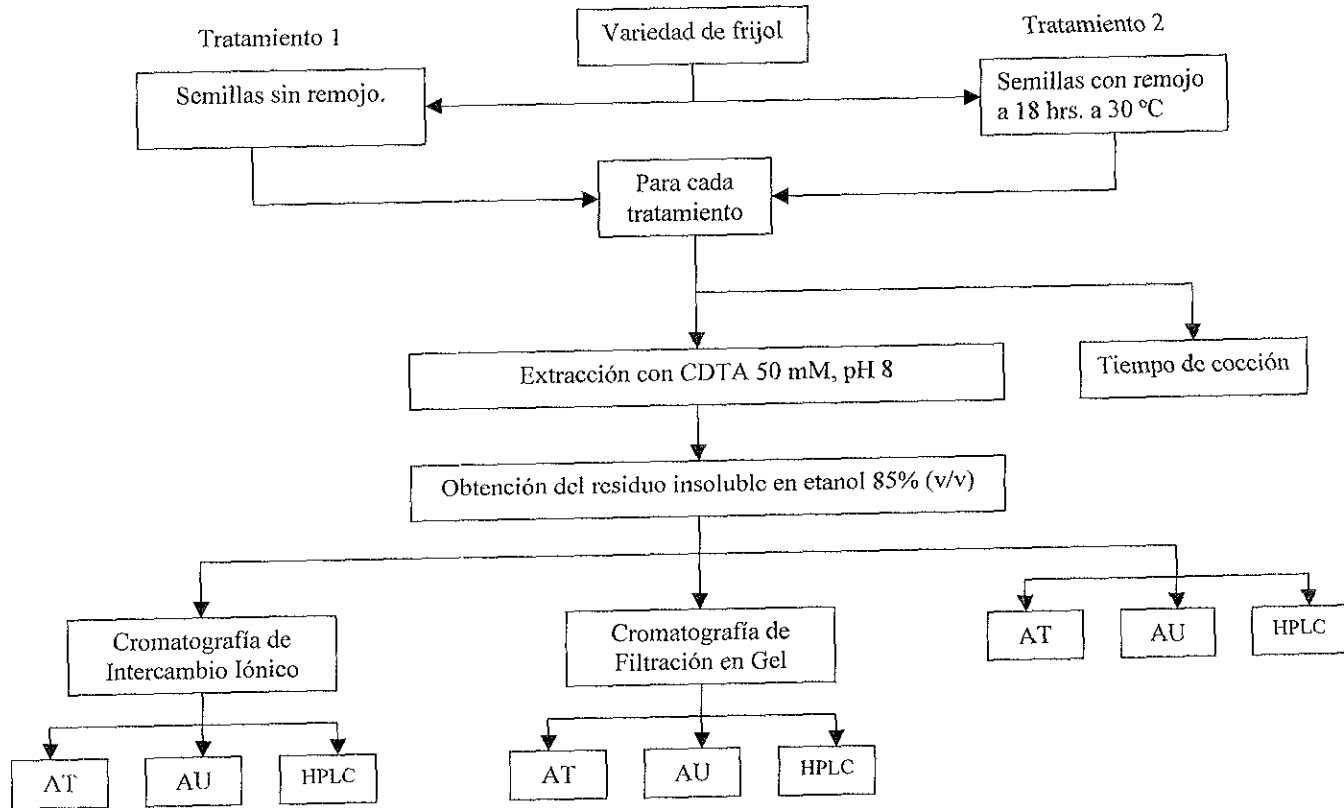 Tratamiento 1
Variedad de frijol
Tratamiento 2
Semillas sin remojo.
Semillas con remojo
a 18 hrs. a 30 ºC
Para cada
tratamiento
Extracción con CDTA 50 mM, pH 8
Tiempo de cocción
Obtención del residuo insoluble en etanol 85% (v/v)
Cromatografía de
Intercambio Iónico
Cromatografía de
Filtración en Gel
AT
AU
HPLC
AT
AU
HPLC
AT
AU
HPLC